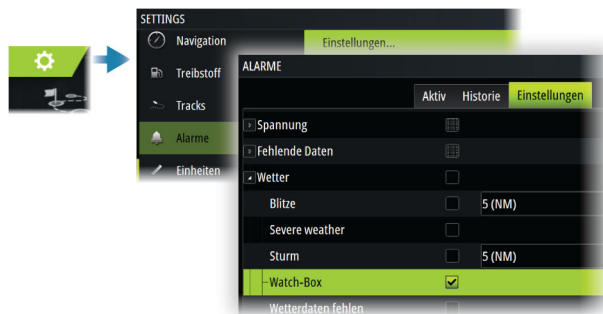 SETTINGS
Navigation
Einstellungen...
Treibstoff
Tracks
Alarme
Einheiten
ALARME
Aktiv Historie Einstellungen
Spannung
Fehlende Daten
Wetter
Blitze 5 (NM)
Severe weather
Sturm 5 (NM)
Watch-Box
Wetterdaten fehlen